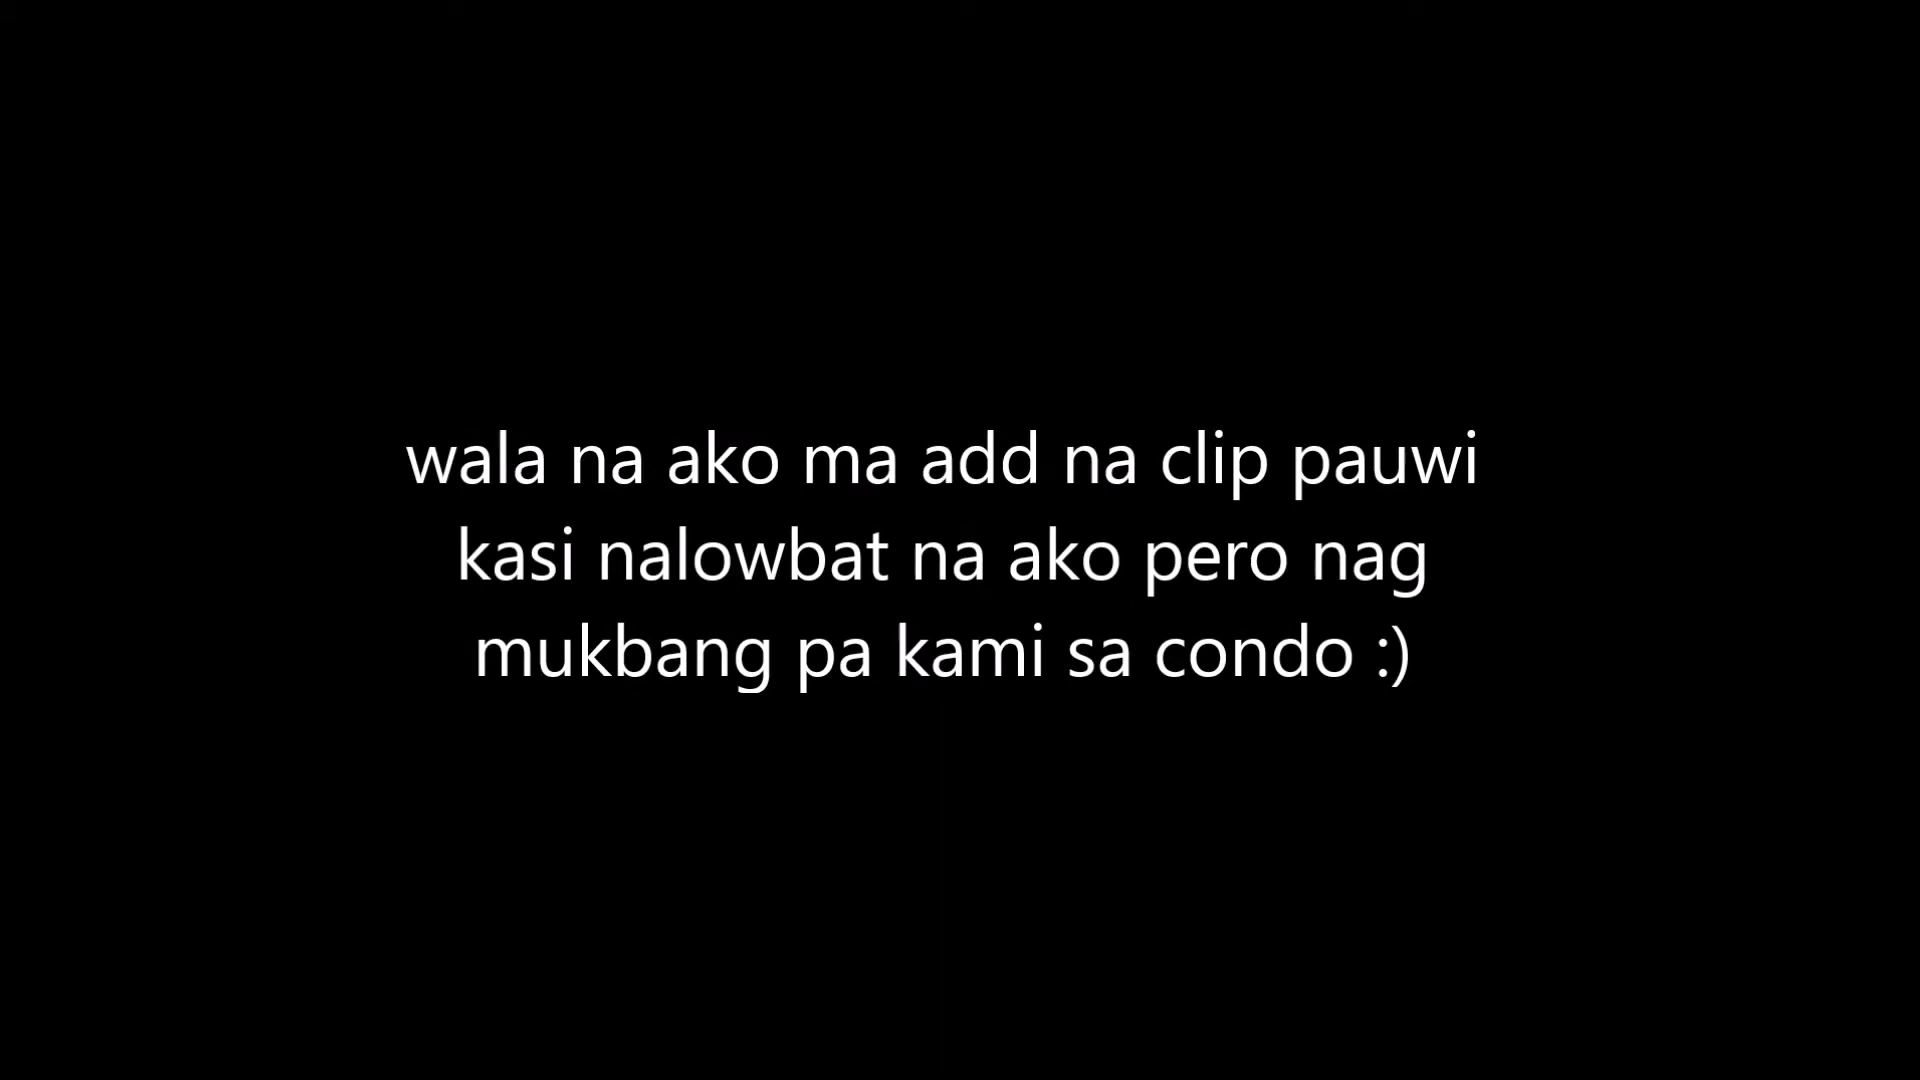 wala na ako ma add na clip pauwi
kasi nalowbat na ako pero nag
mukbang pa kami sa condo :)